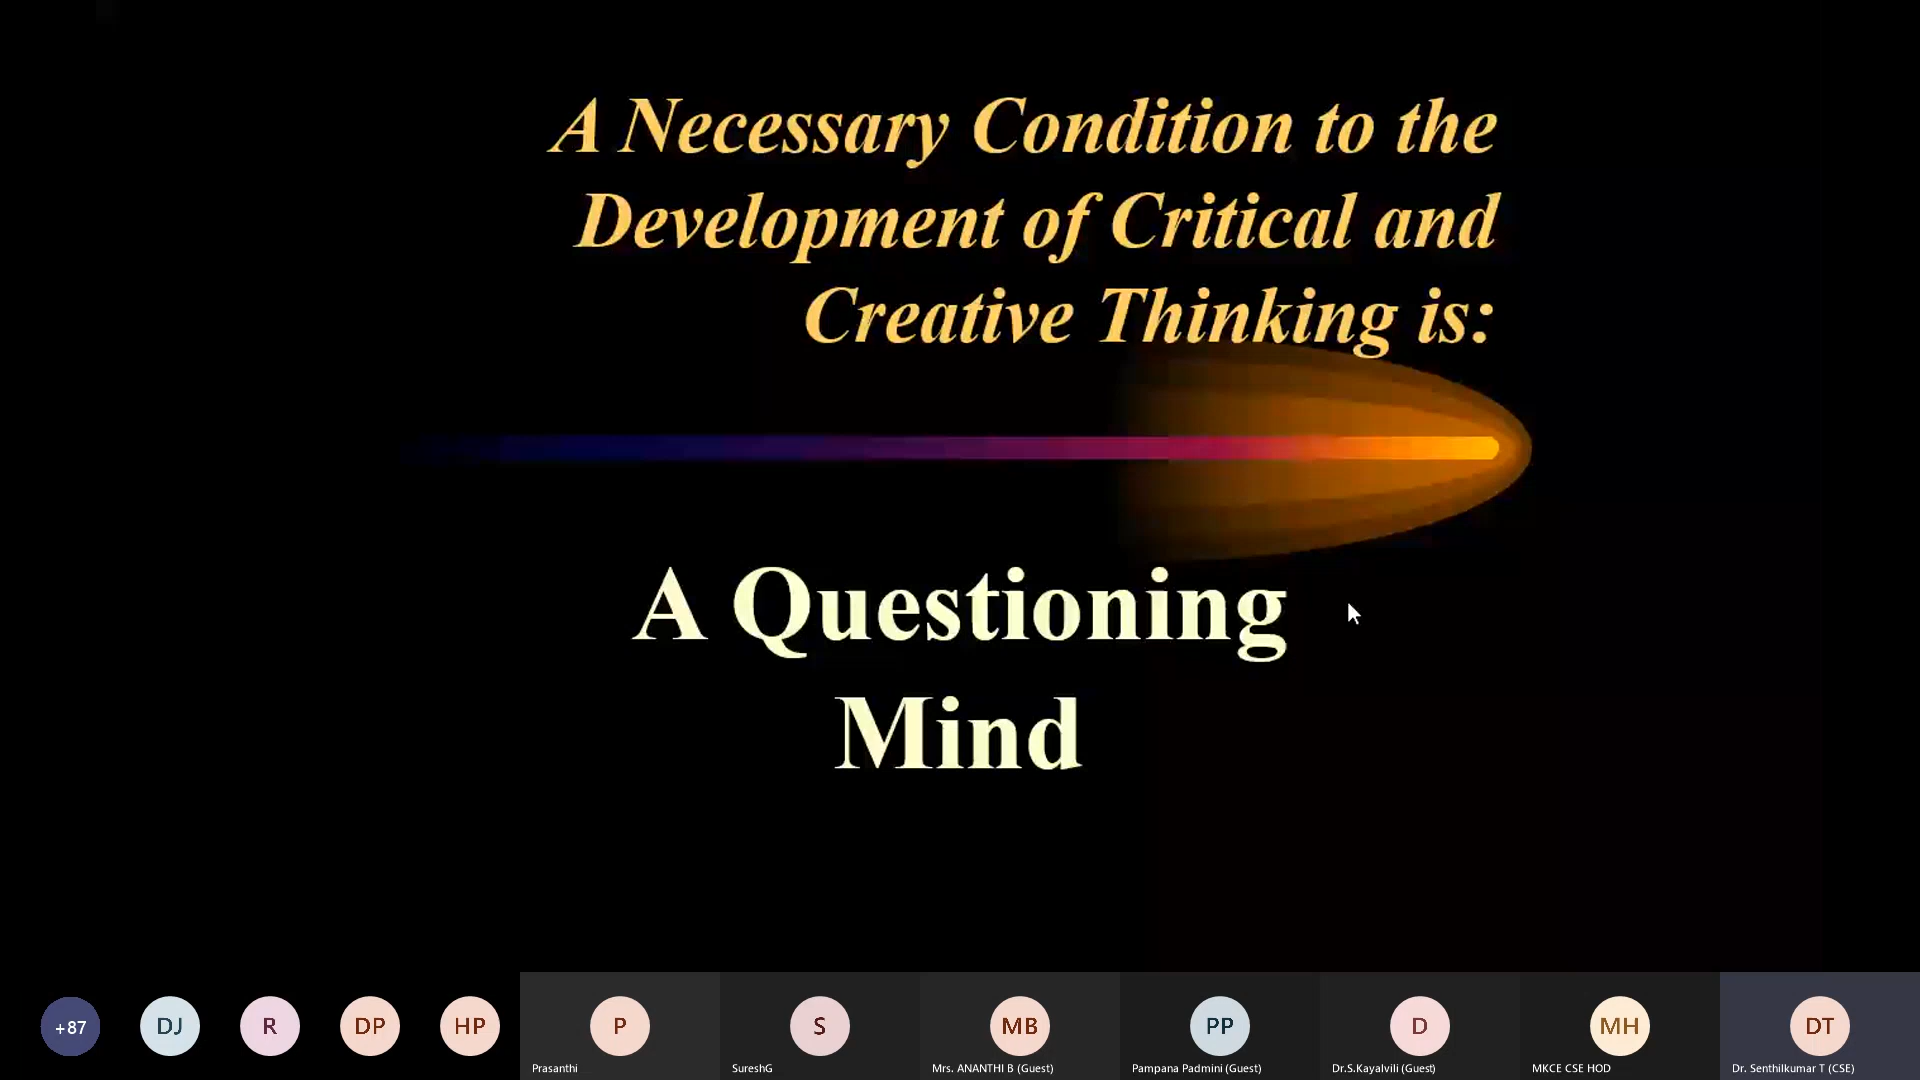 A Necessary Condition to the
Development of Critical and
Creative Thinking is:
A Questioning
Mind
+87
DJ
R
DP
HP
P
S
MB
PP
D
MH
DT
Prasanthi
SureshG
Mrs. ANANTHI B (Guest)
Pampana Padmini (Guest)
Dr.S.Kayalvili (Guest)
MKCE CSE HOD
Dr. Senthilkumar T (CSE)